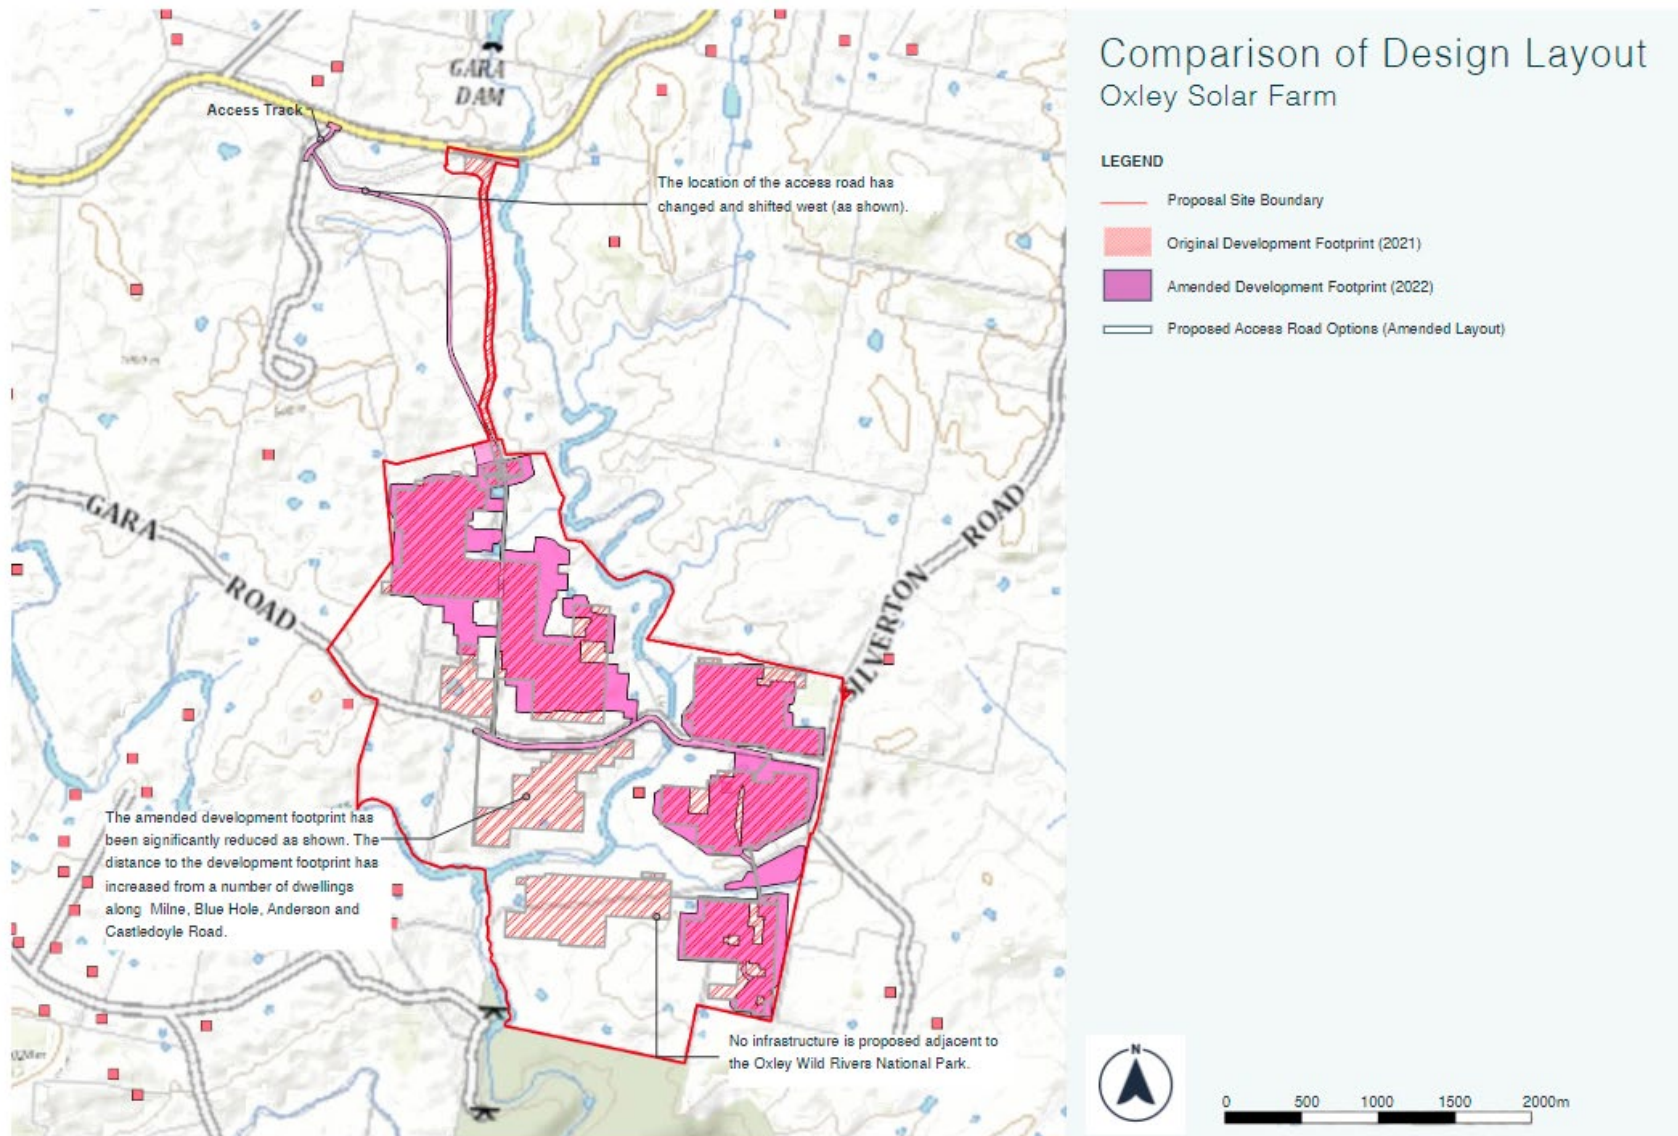 Comparison of Design Layout
Oxley Solar Farm
LEGEND
Proposal Site Boundary
Original Development Footprint (2021)
Amended Development Footprint (2022)
Proposed Access Road Options (Amended Layout)
GARA
DAM
Access Track
The location of the access road has
changed and shifted west (as shown).
GARA
ROAD
SILVERTON
ROAD
The amended development footprint has
been significantly reduced as shown. The
distance to the development footprint has
increased from a number of dwellings
along Milne, Blue Hole, Anderson and
Castledoyle Road.
No infrastructure is proposed adjacent to
the Oxley Wild Rivers National Park.
N
0 500 1000 1500 2000m